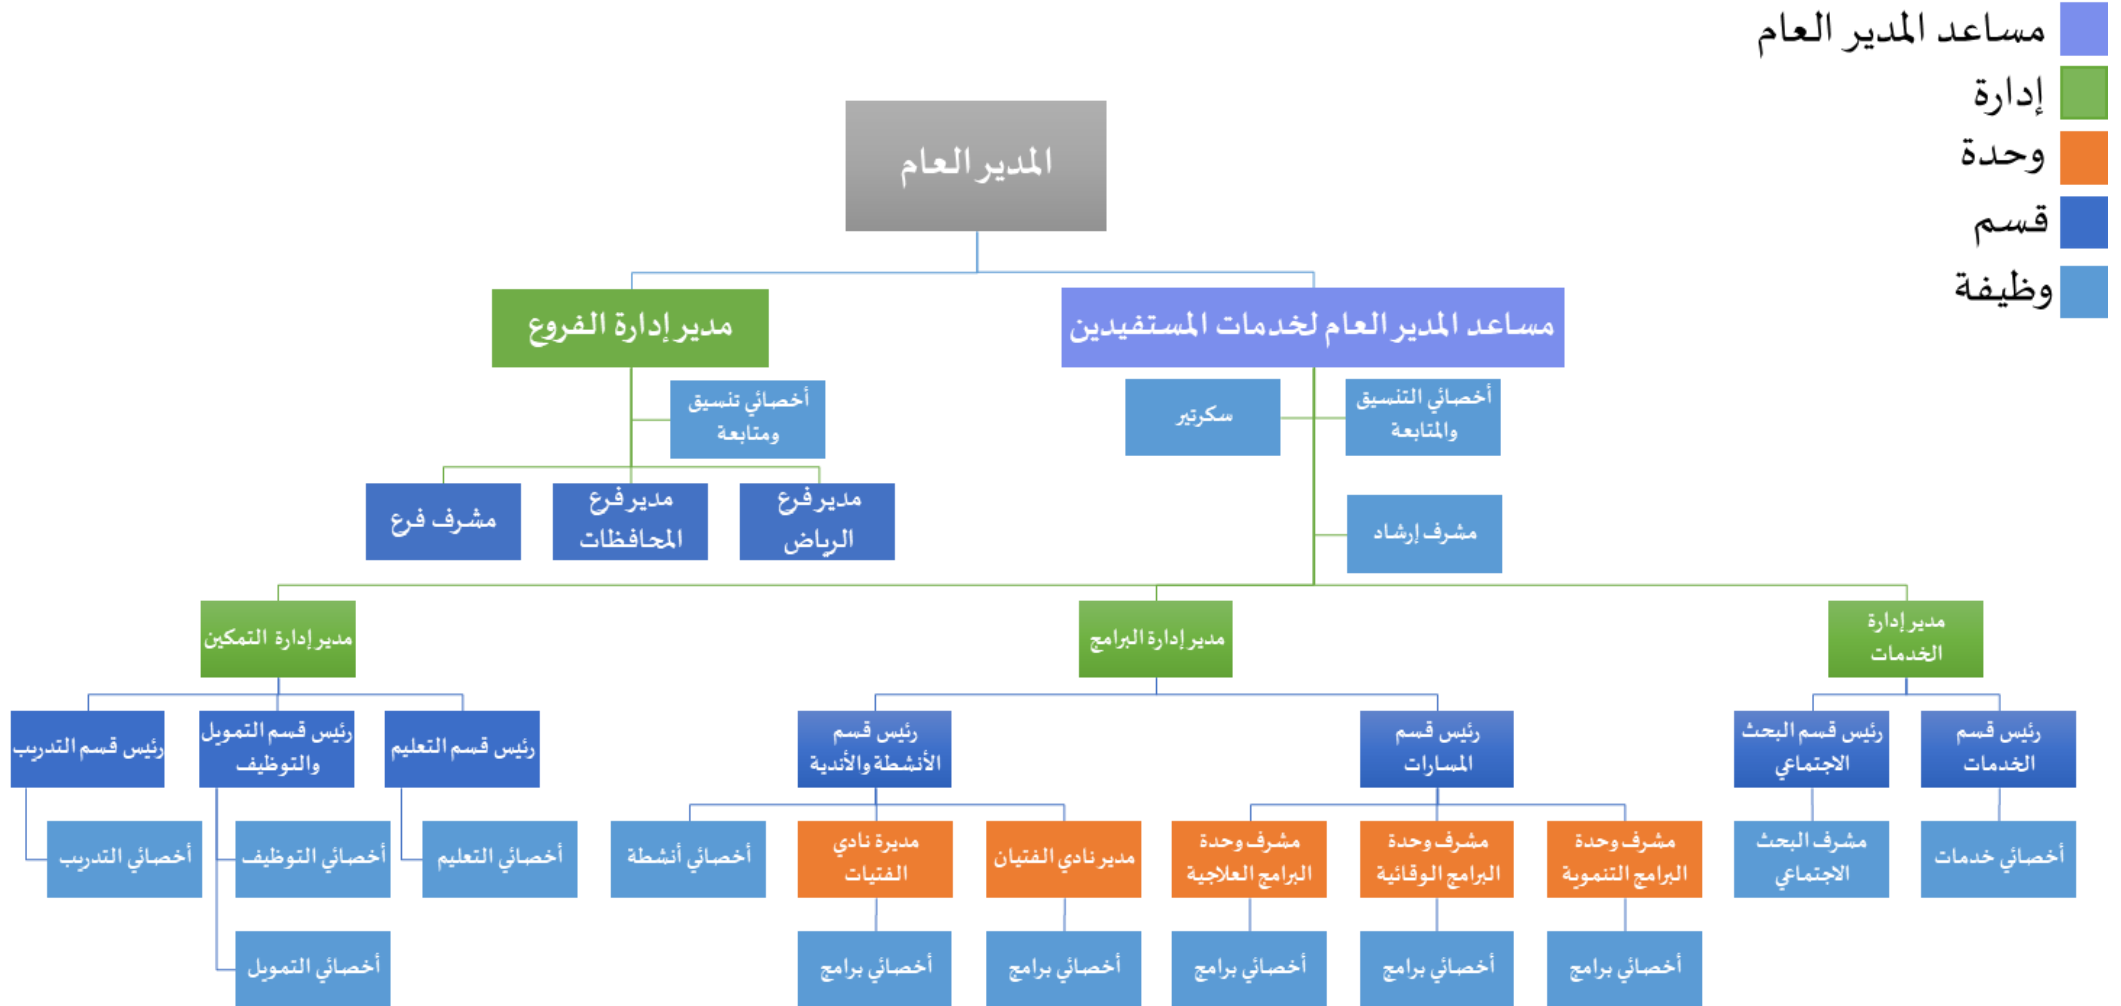 مساعد المدير العام
إدارة
وحدة
قسم
وظيفة
المدير العام
مساعد المدير العام لخدمات المستفيدين
مدير إدارة الفروع
أخصائي التنسيق
والمتابعة
سكرتير
أخصائي تنسيق
ومتابعة
مدير فرع
الرياض
مدير فرع
المحافظات
مشرف فرع
مشرف إرشاد
مدير إدارة
الخدمات
مدير إدارة البرامج
مدير إدارة التمكين
رئيس قسم
الخدمات
رئيس قسم البحث
الاجتماعي
رئيس قسم
المسارات
رئيس قسم
الأنشطة والأندية
رئيس قسم التعليم
رئيس قسم التمويل
والتوظيف
رئيس قسم التدريب
أخصائي خدمات
مشرف البحث
الاجتماعي
مشرف وحدة
البرامج التنموية
مشرف وحدة
البرامج الوقائية
مشرف وحدة
البرامج العلاجية
مدير نادي الفتيان
مديرة نادي
الفتيات
أخصائي أنشطة
أخصائي التعليم
أخصائي التوظيف
أخصائي التدريب
أخصائي برامج
أخصائي برامج
أخصائي برامج
أخصائي برامج
أخصائي برامج
أخصائي التمويل